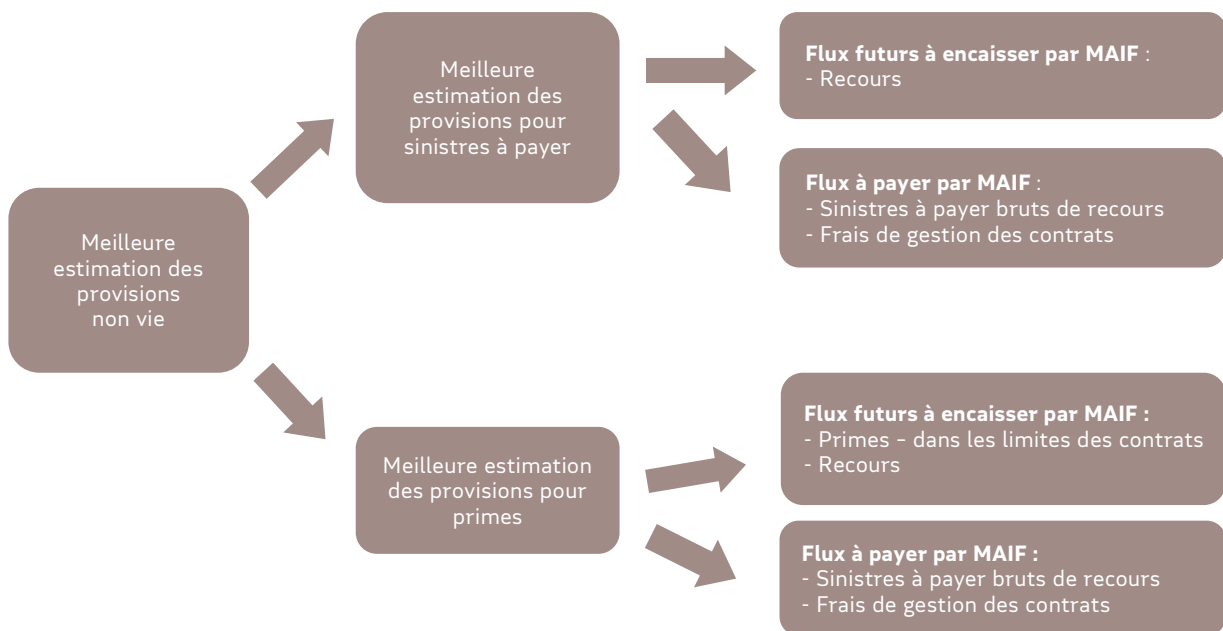 Meilleure
estimation des
provisions
non vie
Meilleure
estimation des
provisions pour
sinistres à payer
Flux futurs à encaisser par MAIF :
- Recours
Flux à payer par MAIF :
- Sinistres à payer bruts de recours
- Frais de gestion des contrats
Meilleure estimation
des provisions pour
primes
Flux futurs à encaisser par MAIF :
- Primes – dans les limites des contrats
- Recours
Flux à payer par MAIF :
- Sinistres à payer bruts de recours
- Frais de gestion des contrats